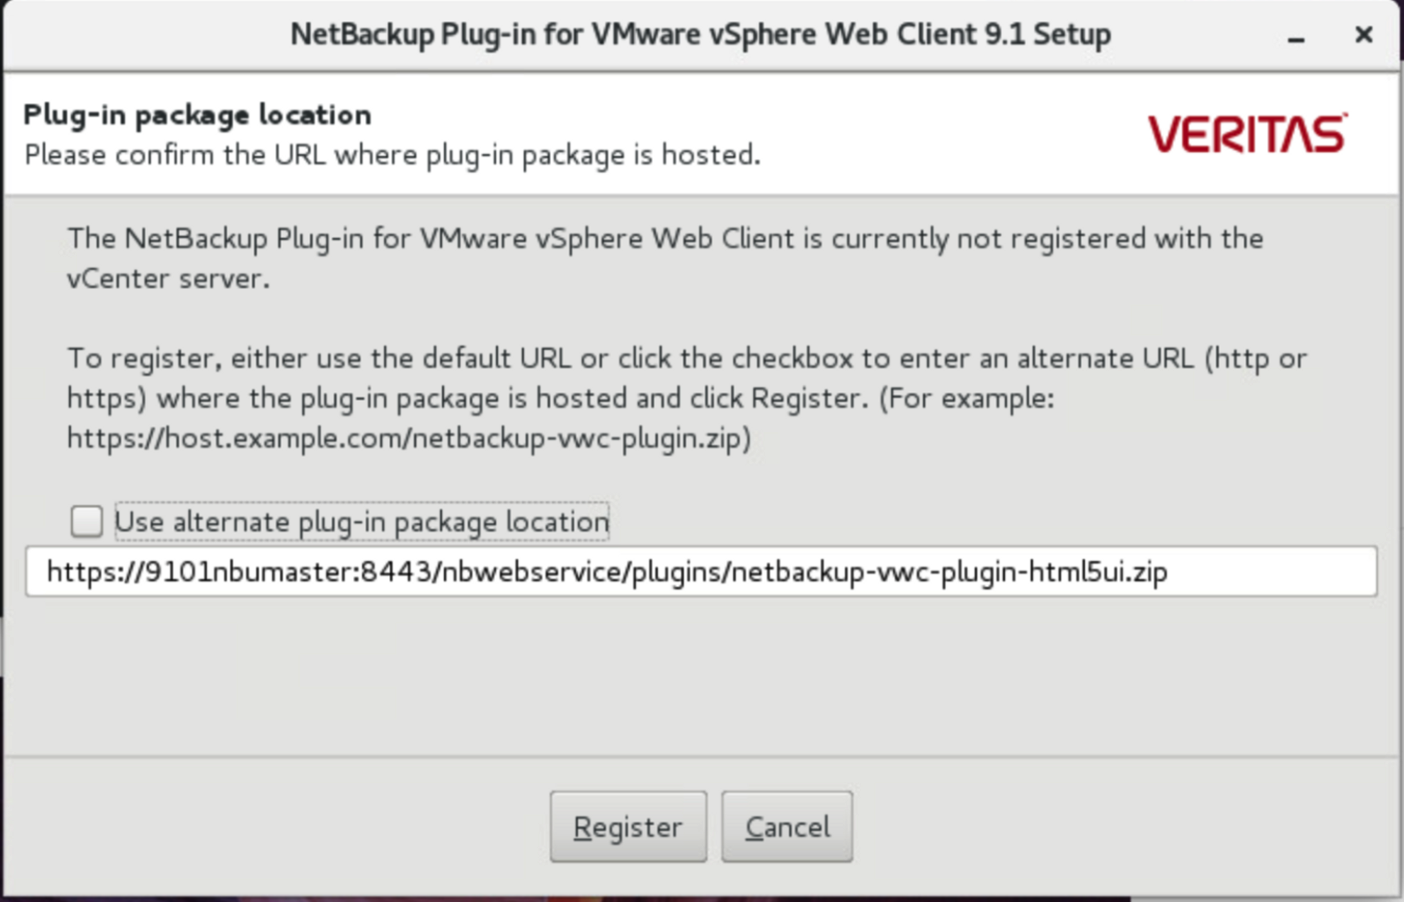 NetBackup Plug-in for VMware vSphere Web Client 9.1 Setup
Plug-in package location
Please confirm the URL where plug-in package is hosted.
VERITAS
The NetBackup Plug-in for VMware vSphere Web Client is currently not registered with the
vCenter server.
To register, either use the default URL or click the checkbox to enter an alternate URL (http or
https) where the plug-in package is hosted and click Register. (For example:
https://host.example.com/netbackup-vwc-plugin.zip)
Use alternate plug-in package location
https://9101nbumaster:8443/nbwebservice/plugins/netbackup-vwc-plugin-html5ui.zip
Register
Cancel